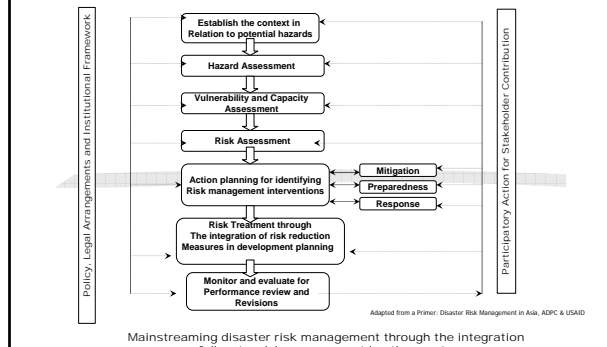 Policy, Legal Arrangements and Institutional Framework
Establish the context in
Relation to potential hazards
Hazard Assessment
Vulnerability and Capacity
Assessment
Risk Assessment
Action planning for identifying
Risk management interventions
Mitigation
Preparedness
Response
Risk Treatment through
The integration of risk reduction
Measures in development planning
Monitor and evaluate for
Performance review and
Revisions
Participatory Action for Stakeholder Contribution
Adapted from a Primer: Disaster Risk Management in Asia, ADPC & USAID
Mainstreaming disaster risk management through the integration